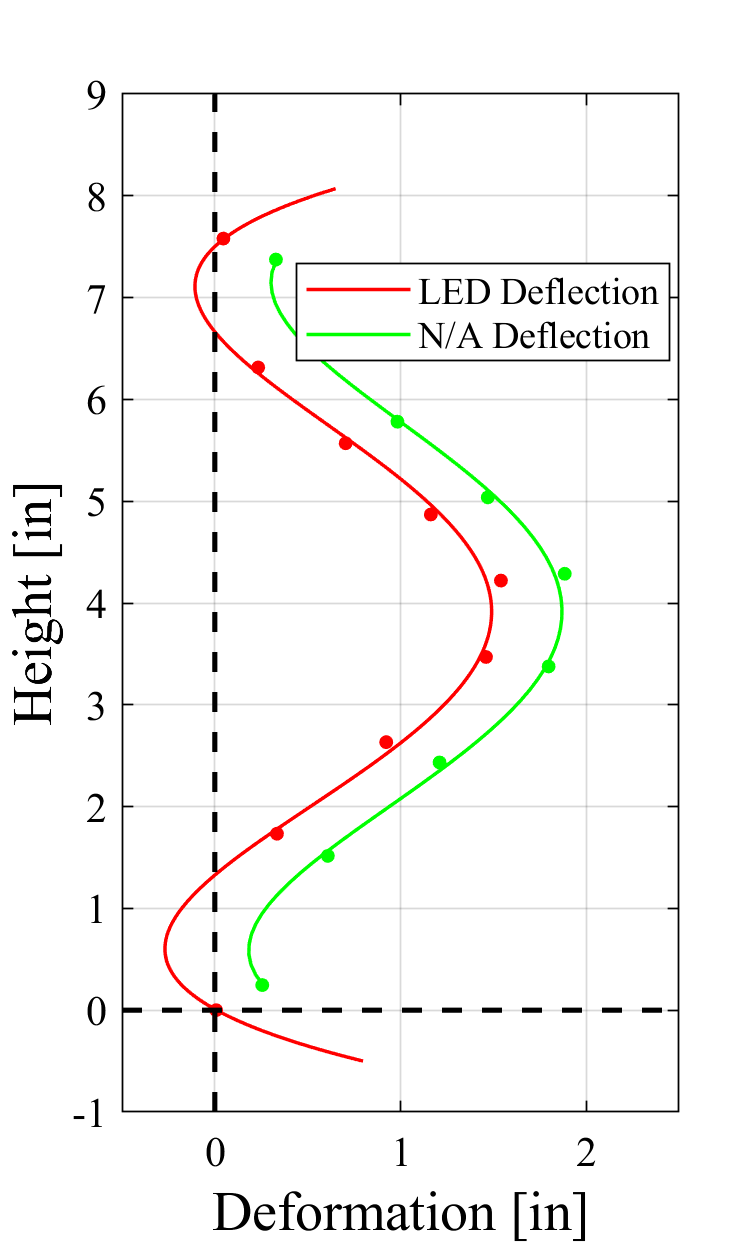 9
8
7
6
5
4
3
2
1
0
-1
Height [in]
LED Deflection
N/A Deflection
0 1 2
Deformation [in]